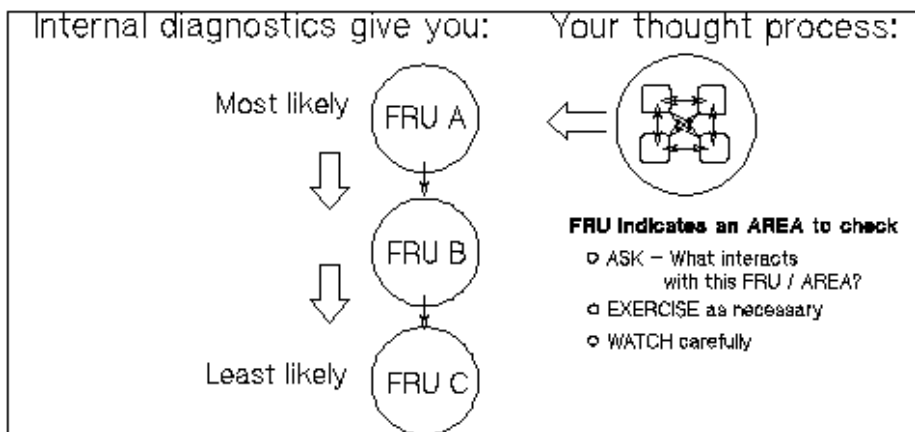 Internal diagnostics give you:
Your thought process:
Most likely
FRU A
FRU B
Least likely
FRU C
FRU indicates an AREA to check
ASK – What interacts
with this FRU / AREA?
EXERCISE as necessary
WATCH carefully